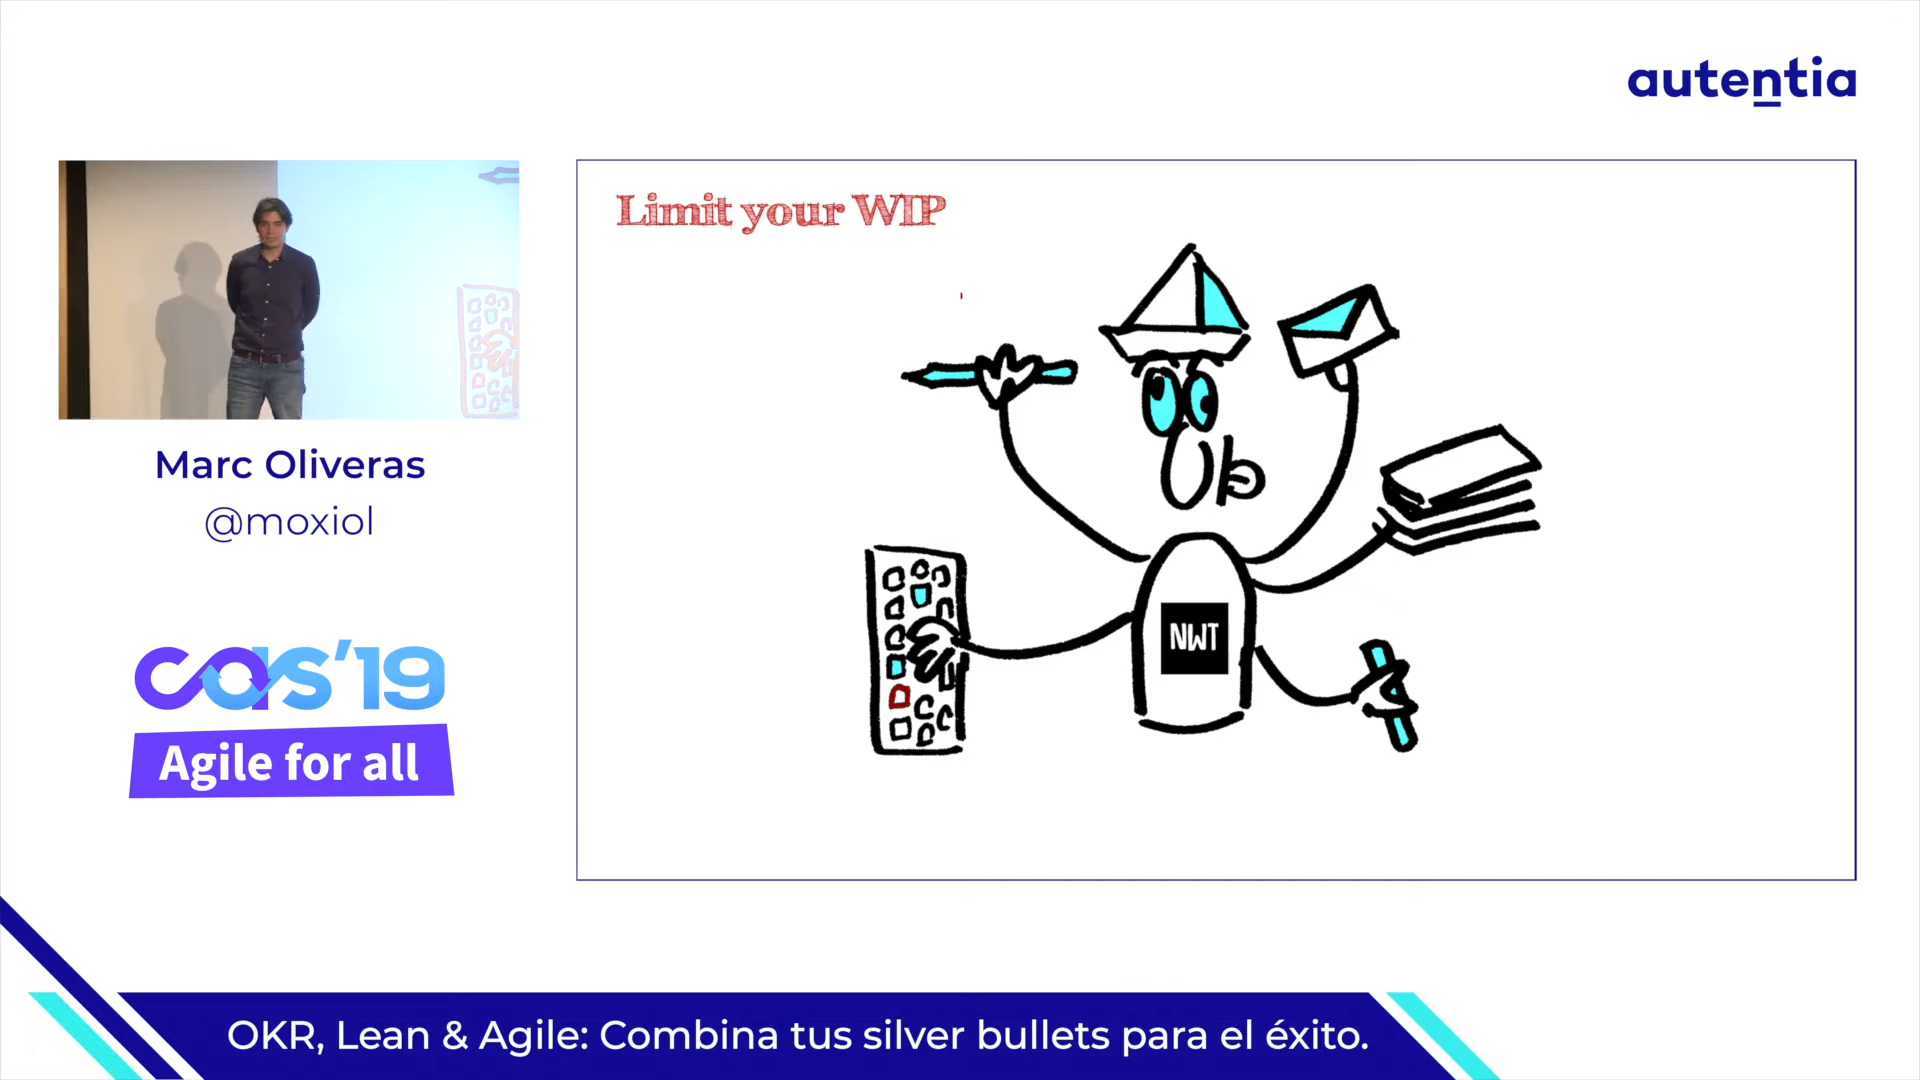 autentia
Limit your WIP
NWT
Marc Oliveras
@moxiol
cas'19
Agile for all
OKR, Lean & Agile: Combina tus silver bullets para el éxito.